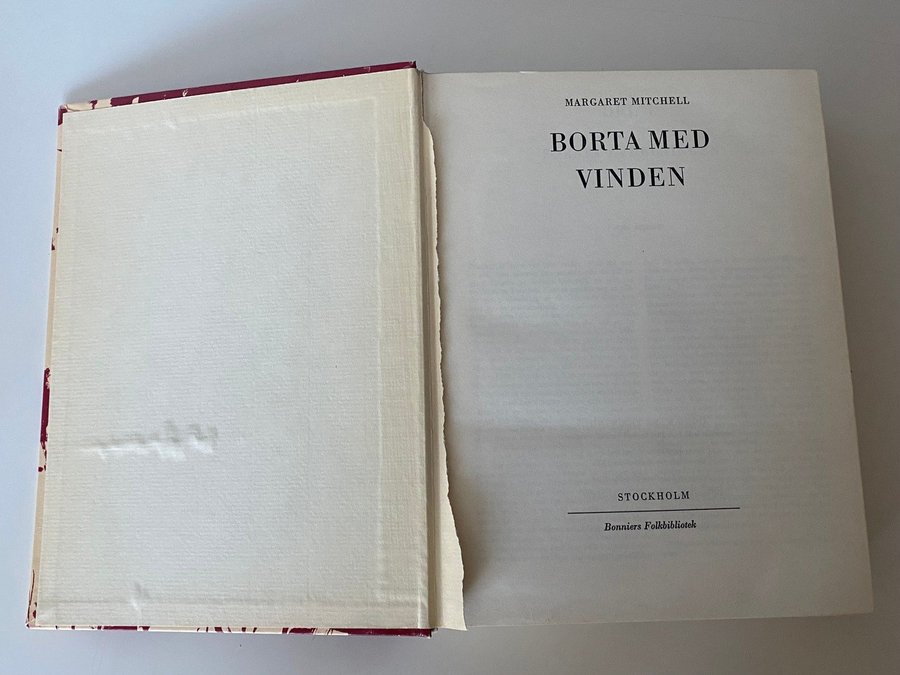 MARGARET MITCHELL
BORTA MED
VINDEN
STOCKHOLM
Bonniers Folkbibliotek